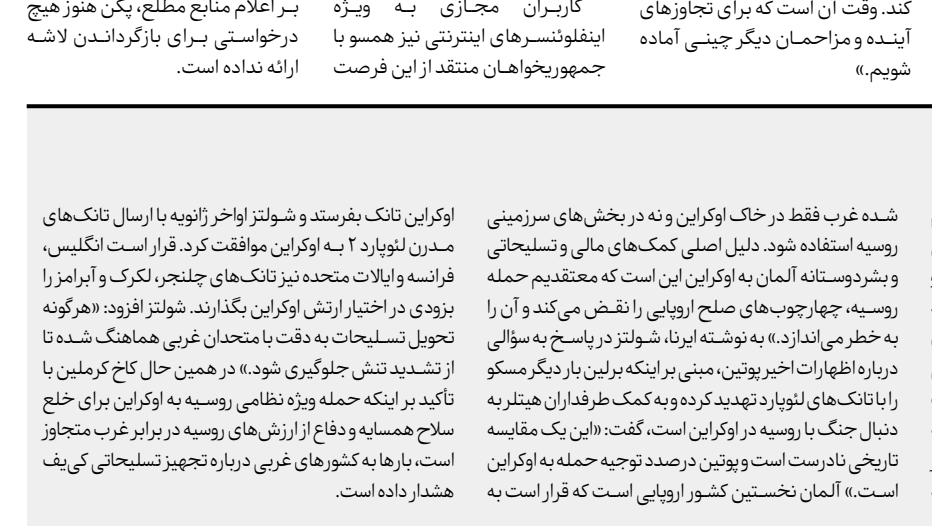 کند. وقت آن است که برای تجاوزهای
آینده و مزاحمان دیگر چینی آماده
شویم.»
کاربران مجازی به ویژه
اینفلوئنسرهای اینترنتی نیز همسو با
جمهوریخواهان منتقد از این فرصت
بر اعلام منابع مطلع، پکن هنوز هیچ
درخواستی برای بازگرداندن لاشه
ارائه نداده است.
شده غرب فقط در خاک اوکراین و نه در بخش‌های سرزمینی
روسیه استفاده شود. دلیل اصلی کمک‌های مالی و تسلیحاتی
و بشردوستانه آلمان به اوکراین این است که معتقدیم حمله
روسیه، چهارچوب‌های صلح اروپایی را نقض می‌کند و آن را
به خطر می‌اندازد.» به نوشته ایرنا، شولتز در پاسخ به سؤالی
درباره اظهارات اخیر پوتین، مبنی بر اینکه برلین بار دیگر مسکو
را با تانک‌های لئوپارد تهدید کرده و به کمک طرفداران هیتلر به
دنبال جنگ با روسیه در اوکراین است، گفت: «این یک مقایسه
تاریخی نادرست است و پوتین درصدد توجیه حمله به اوکراین
است.» آلمان نخستین کشور اروپایی است که قرار است به
اوکراین تانک بفرستد و شولتز اواخر ژانویه با ارسال تانک‌های
مدرن لئوپارد ۲ به اوکراین موافقت کرد. قرار است انگلیس،
فرانسه و ایالات متحده نیز تانک‌های چلنجر، لکرک و آبرامز را
بزودی در اختیار ارتش اوکراین بگذارند. شولتز افزود: «هرگونه
تحویل تسلیحات به دقت با متحدان غربی هماهنگ شده تا
از تشدید تنش جلوگیری شود.» در همین حال کاخ کرملین با
تأکید بر اینکه حمله ویژه نظامی روسیه به اوکراین برای خلع
سلاح همسایه و دفاع از ارزش‌های روسیه در برابر غرب متجاوز
است، بارها به کشورهای غربی درباره تجهیز تسلیحاتی کی‌یف
هشدار داده است.